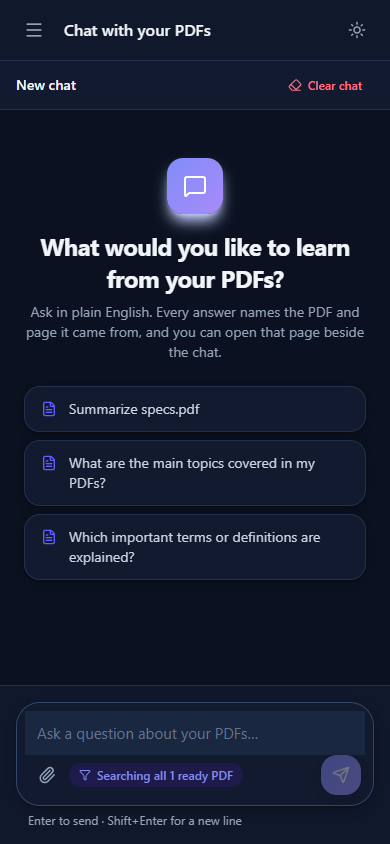 Chat with your PDFs
New chat
Clear chat
What would you like to learn
from your PDFs?
Ask in plain English. Every answer names the PDF and
page it came from, and you can open that page beside
the chat.
Summarize specs.pdf
What are the main topics covered in my
PDFs?
Which important terms or definitions are
explained?
Ask a question about your PDFs...
Searching all 1 ready PDF
Enter to send · Shift+Enter for a new line